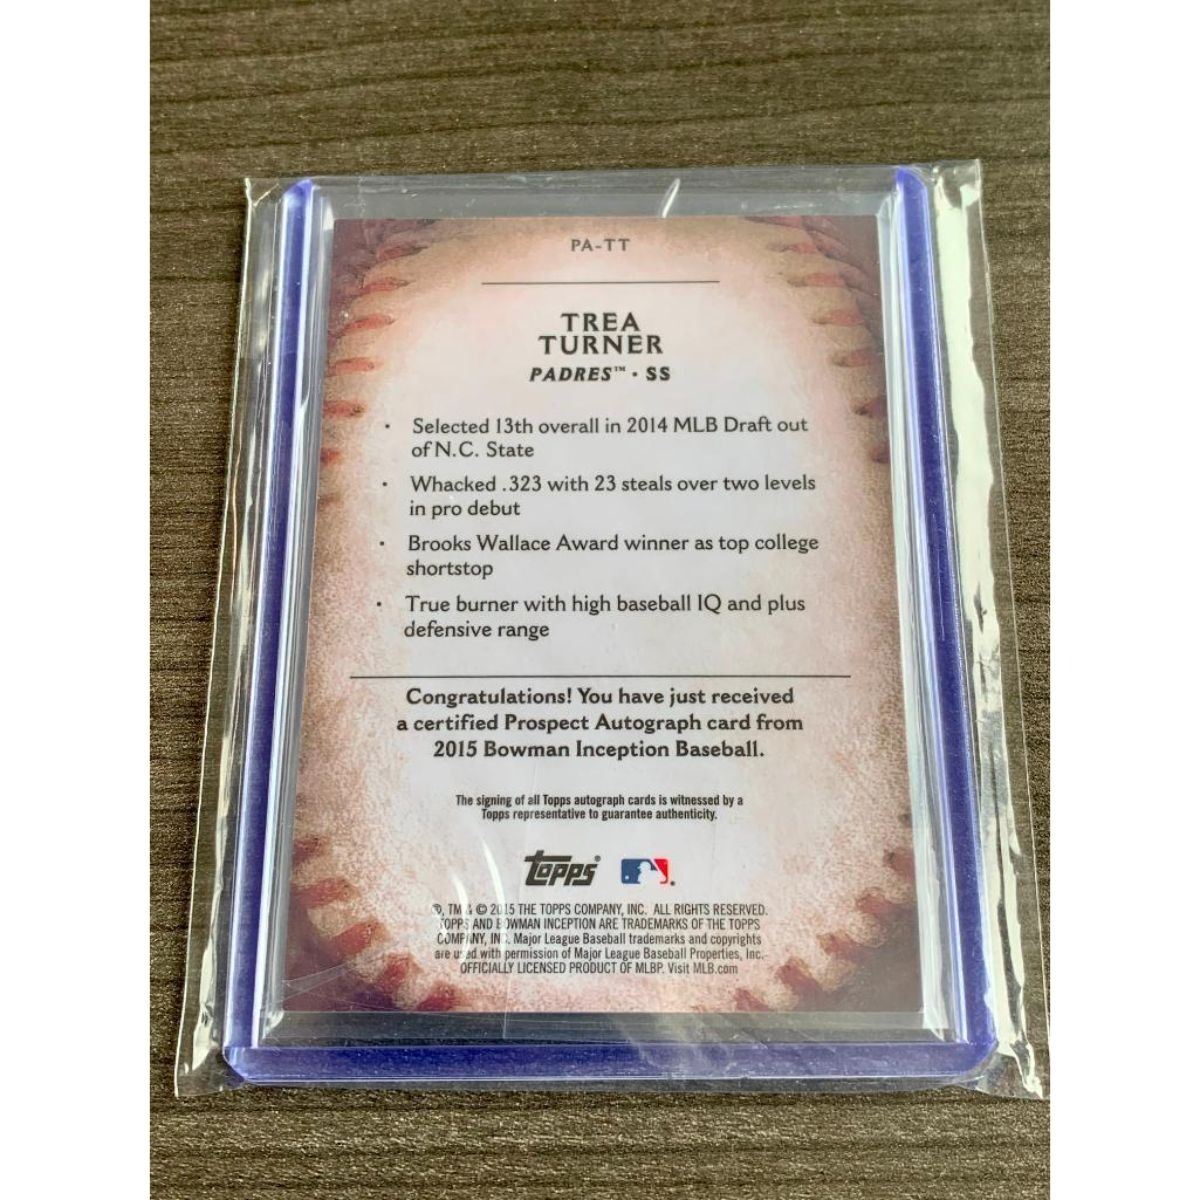 PA-TT
TREA
TURNER
PADRES™ · SS
· Selected 13th overall in 2014 MLB Draft out
of N.C. State
· Whacked .323 with 23 steals over two levels
in pro debut
· Brooks Wallace Award winner as top college
shortstop
· True burner with high baseball IQ and plus
defensive range
Congratulations! You have just received
a certified Prospect Autograph card from
2015 Bowman Inception Baseball.
The signing of all Topps autograph cards is witnessed by a
Topps representative to guarantee authenticity.
Topps®
®, TM & © 2015 THE TOPPS COMPANY, INC. ALL RIGHTS RESERVED.
TOPPS AND BOWMAN INCEPTION ARE TRADEMARKS OF THE TOPPS
COMPANY, INC. Major League Baseball trademarks and copyrights
are used with permission of Major League Baseball Properties, Inc.
OFFICIALLY LICENSED PRODUCT OF MLBP. Visit MLB.com